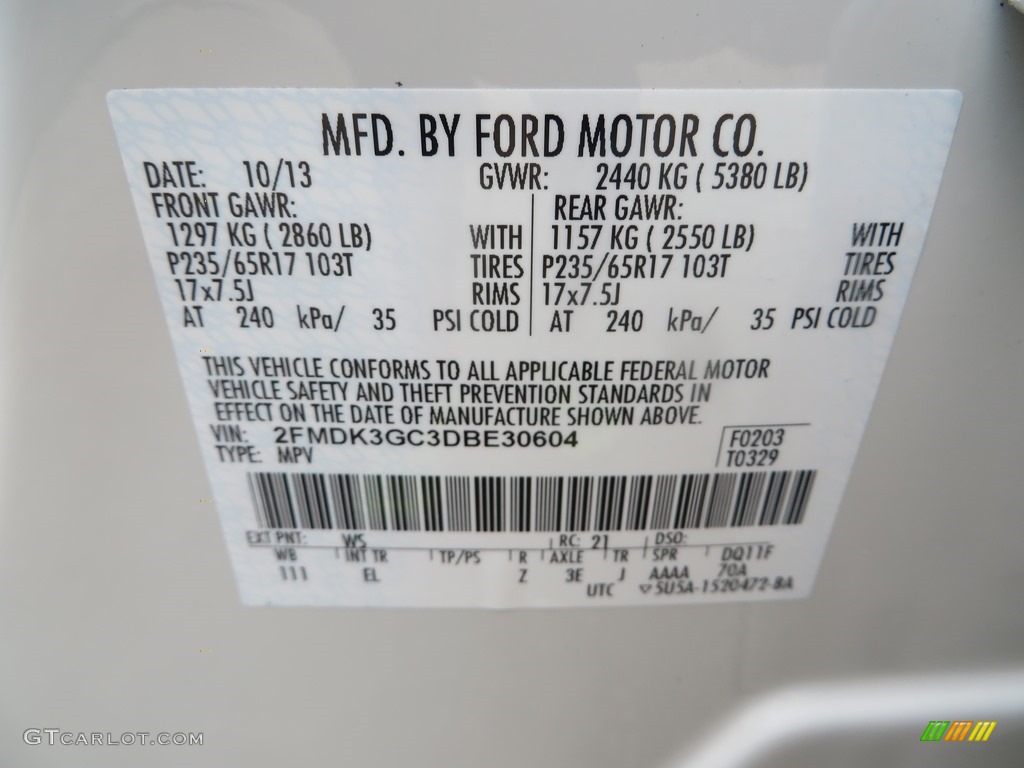 MFD. BY FORD MOTOR CO.
DATE: 10/13 GVWR: 2440 KG ( 5380 LB)
FRONT GAWR: REAR GAWR:
1297 KG ( 2860 LB) WITH 1157 KG ( 2550 LB) WITH
P235/65R17 103T TIRES P235/65R17 103T TIRES
17x7.5J RIMS 17x7.5J RIMS
AT 240 kPa/ 35 PSI COLD AT 240 kPa/ 35 PSI COLD
THIS VEHICLE CONFORMS TO ALL APPLICABLE FEDERAL MOTOR
VEHICLE SAFETY AND THEFT PREVENTION STANDARDS IN
EFFECT ON THE DATE OF MANUFACTURE SHOWN ABOVE.
VIN: 2FMDK3GC3DBE30604 F0203
TYPE: MPV T0329
EXT PNT: WS RC: 21 DSO:
WB INT TR TP/PS R AXLE TR SPR DQ11F
111 EL Z 3E J AAAA 70A
UTC ▽5U5A-1520472-BA
GTCARLOT.COM